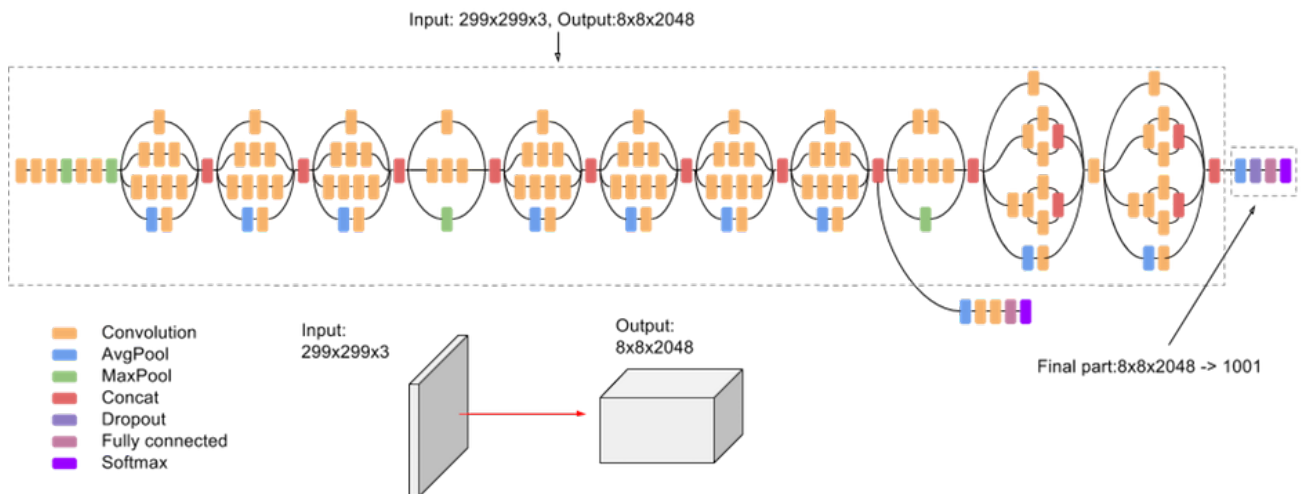 Input: 299x299x3, Output:8x8x2048
Convolution
AvgPool
MaxPool
Concat
Dropout
Fully connected
Softmax
Input:
299x299x3
Output:
8x8x2048
Final part:8x8x2048 -> 1001